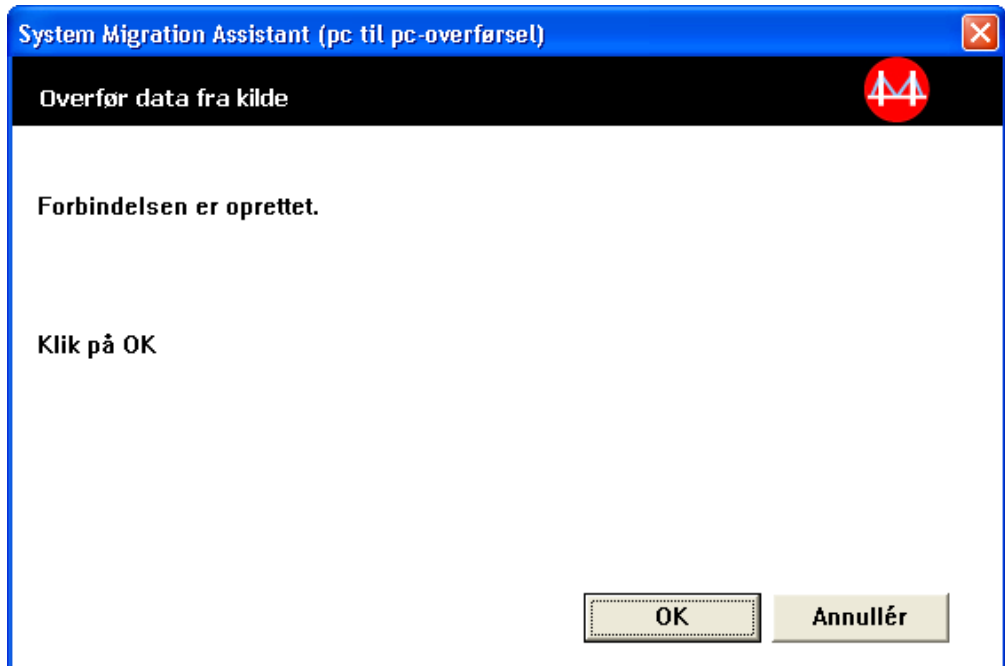 System Migration Assistant (pc til pc-overførsel)
Overfør data fra kilde
Forbindelsen er oprettet.
Klik på OK
OK
Annullér